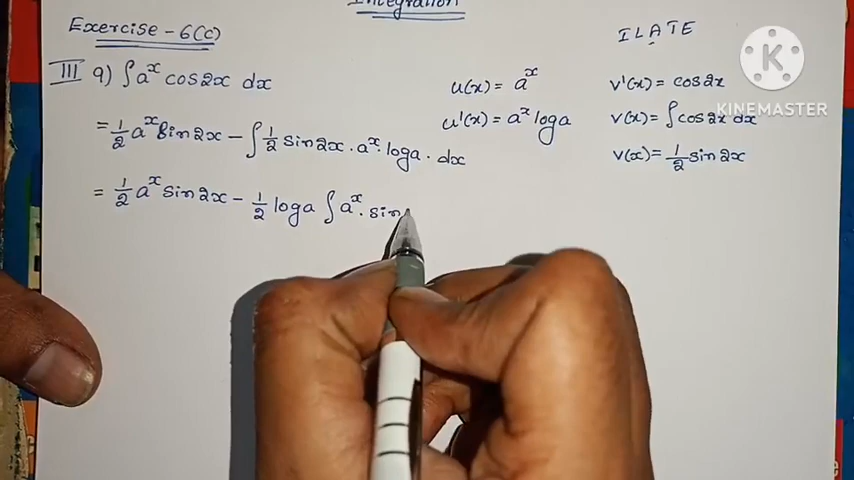 Integration
Exercise - 6(c)
ILATE
III 9) ∫a^x cos2x dx
u(x) = a^x
v'(x) = cos2x
u'(x) = a^x loga
v(x) = ∫cos2x dx
v(x) = 1/2 sin2x
= 1/2 a^x sin2x - ∫ 1/2 sin2x · a^x · loga · dx
= 1/2 a^x sin2x - 1/2 loga ∫a^x · sin
K
KINEMASTER